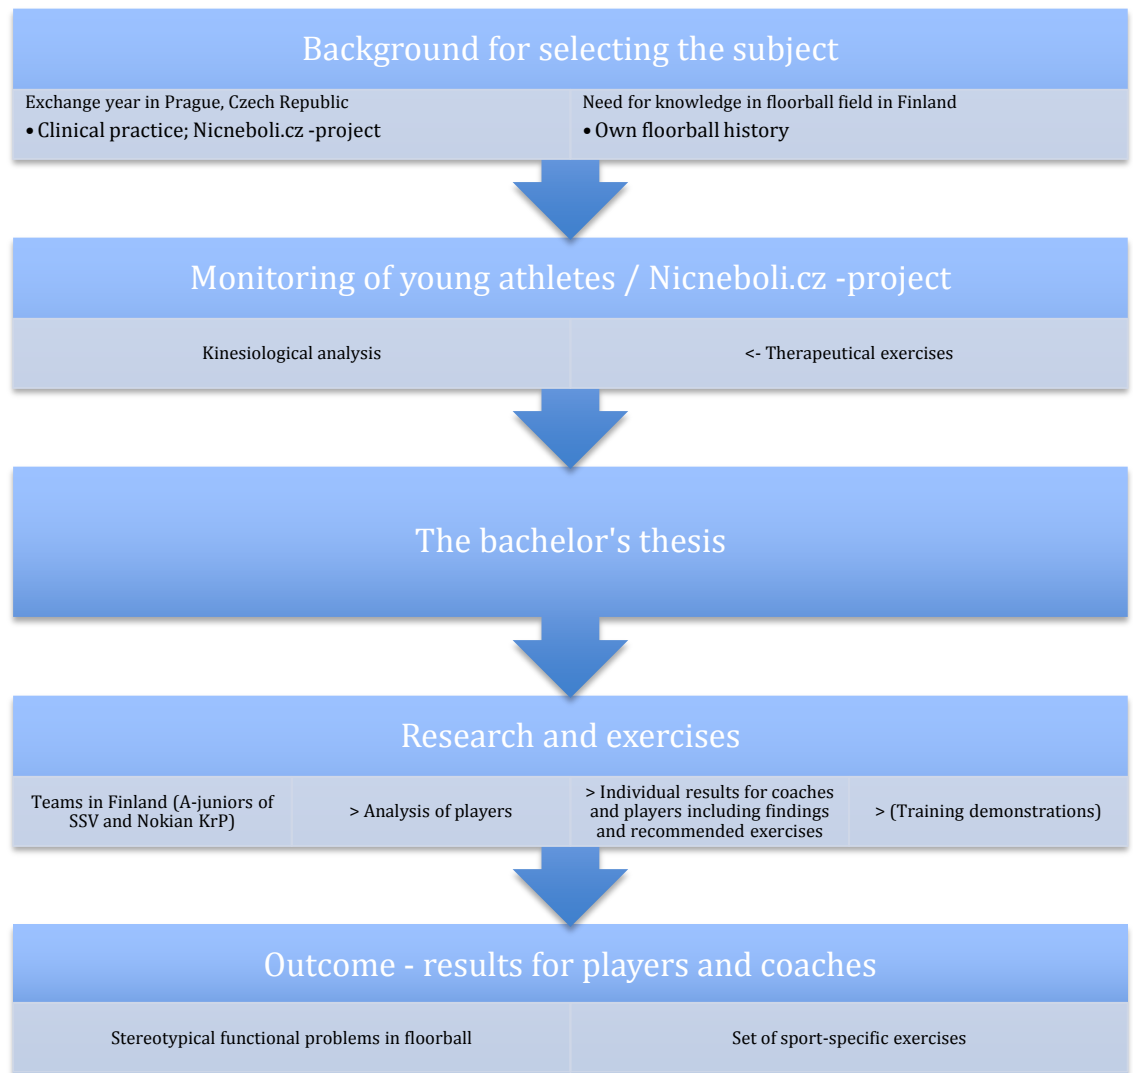 Background for selecting the subject
Exchange year in Prague, Czech Republic
• Clinical practice; Nicneboli.cz -project
Need for knowledge in floorball field in Finland
• Own floorball history
Monitoring of young athletes / Nicneboli.cz -project
Kinesiological analysis
<- Therapeutical exercises
The bachelor's thesis
Research and exercises
Teams in Finland (A-juniors of
SSV and Nokian KrP)
> Analysis of players
> Individual results for coaches
and players including findings
and recommended exercises
> (Training demonstrations)
Outcome - results for players and coaches
Stereotypical functional problems in floorball
Set of sport-specific exercises